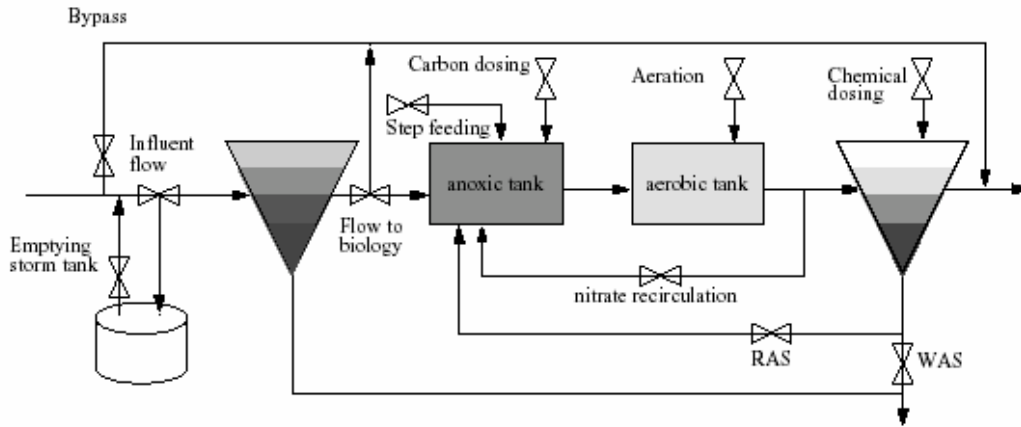 Bypass
Carbon dosing
Aeration
Chemical
dosing
Step feeding
Influent
flow
anoxic tank
aerobic tank
Flow to
biology
Emptying
storm tank
nitrate recirculation
RAS
WAS